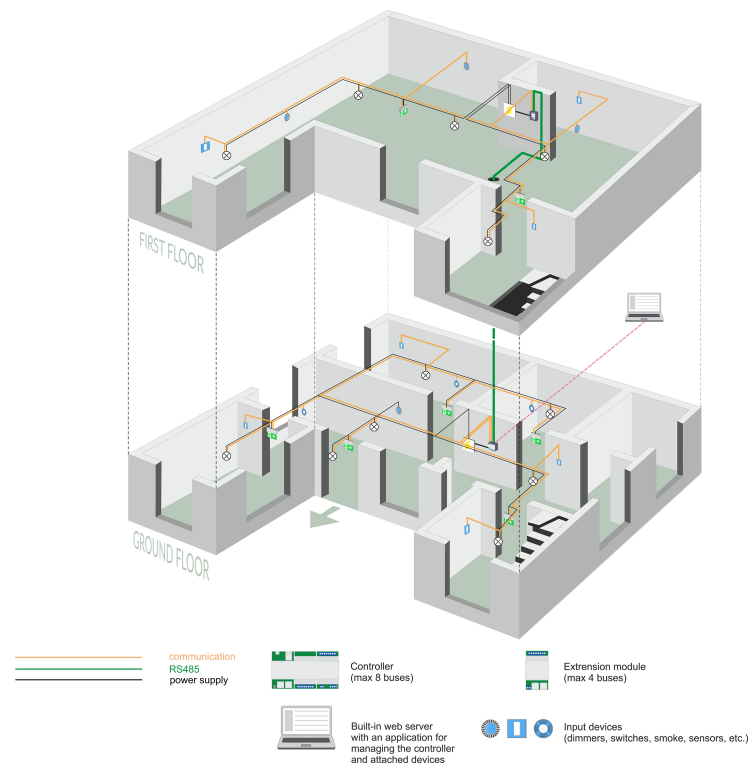 FIRST FLOOR
GROUND FLOOR
communication
RS485
power supply
Controller
(max 8 buses)
Extrension module
(max 4 buses)
Built-in web server
with an application for
managing the controller
and attached devices
Input devices
(dimmers, switches, smoke, sensors, etc.)